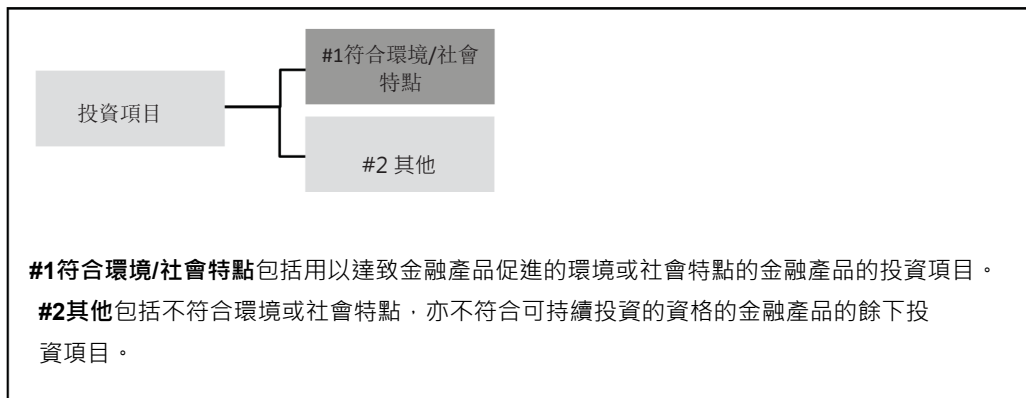 #1符合環境/社會
特點
投資項目
#2 其他
#1符合環境/社會特點包括用以達致金融產品促進的環境或社會特點的金融產品的投資項目。
#2其他包括不符合環境或社會特點，亦不符合可持續投資的資格的金融產品的餘下投
資項目。